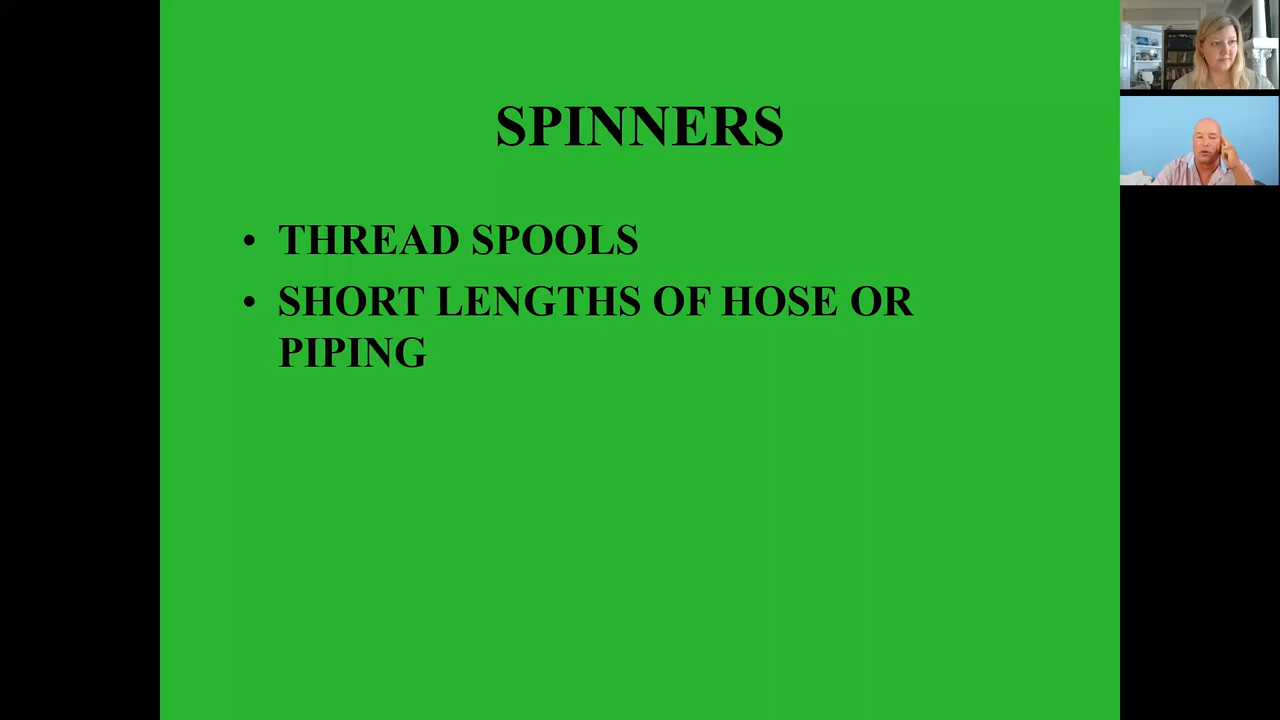 SPINNERS
• THREAD SPOOLS
• SHORT LENGTHS OF HOSE OR
PIPING